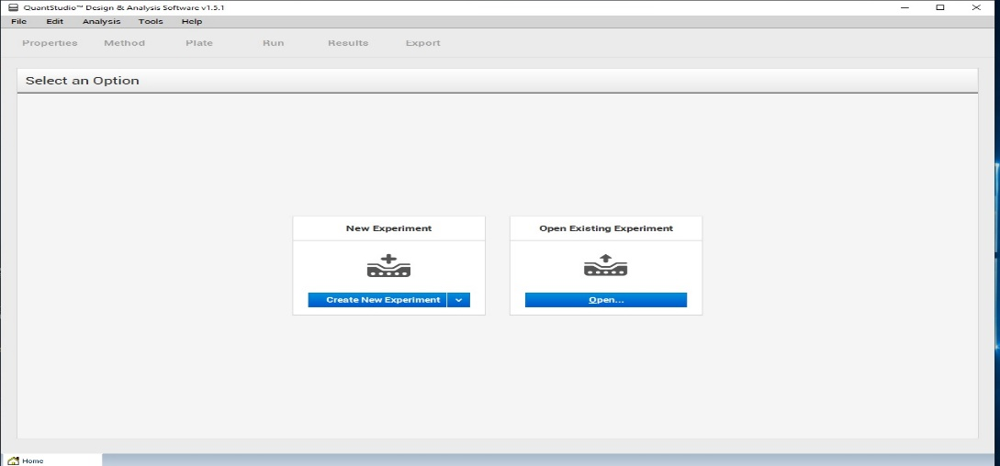 QuantStudio™ Design & Analysis Software v1.5.1
File Edit Analysis Tools Help
Properties Method Plate Run Results Export
Select an Option
New Experiment
Create New Experiment
Open Existing Experiment
Open...
Home